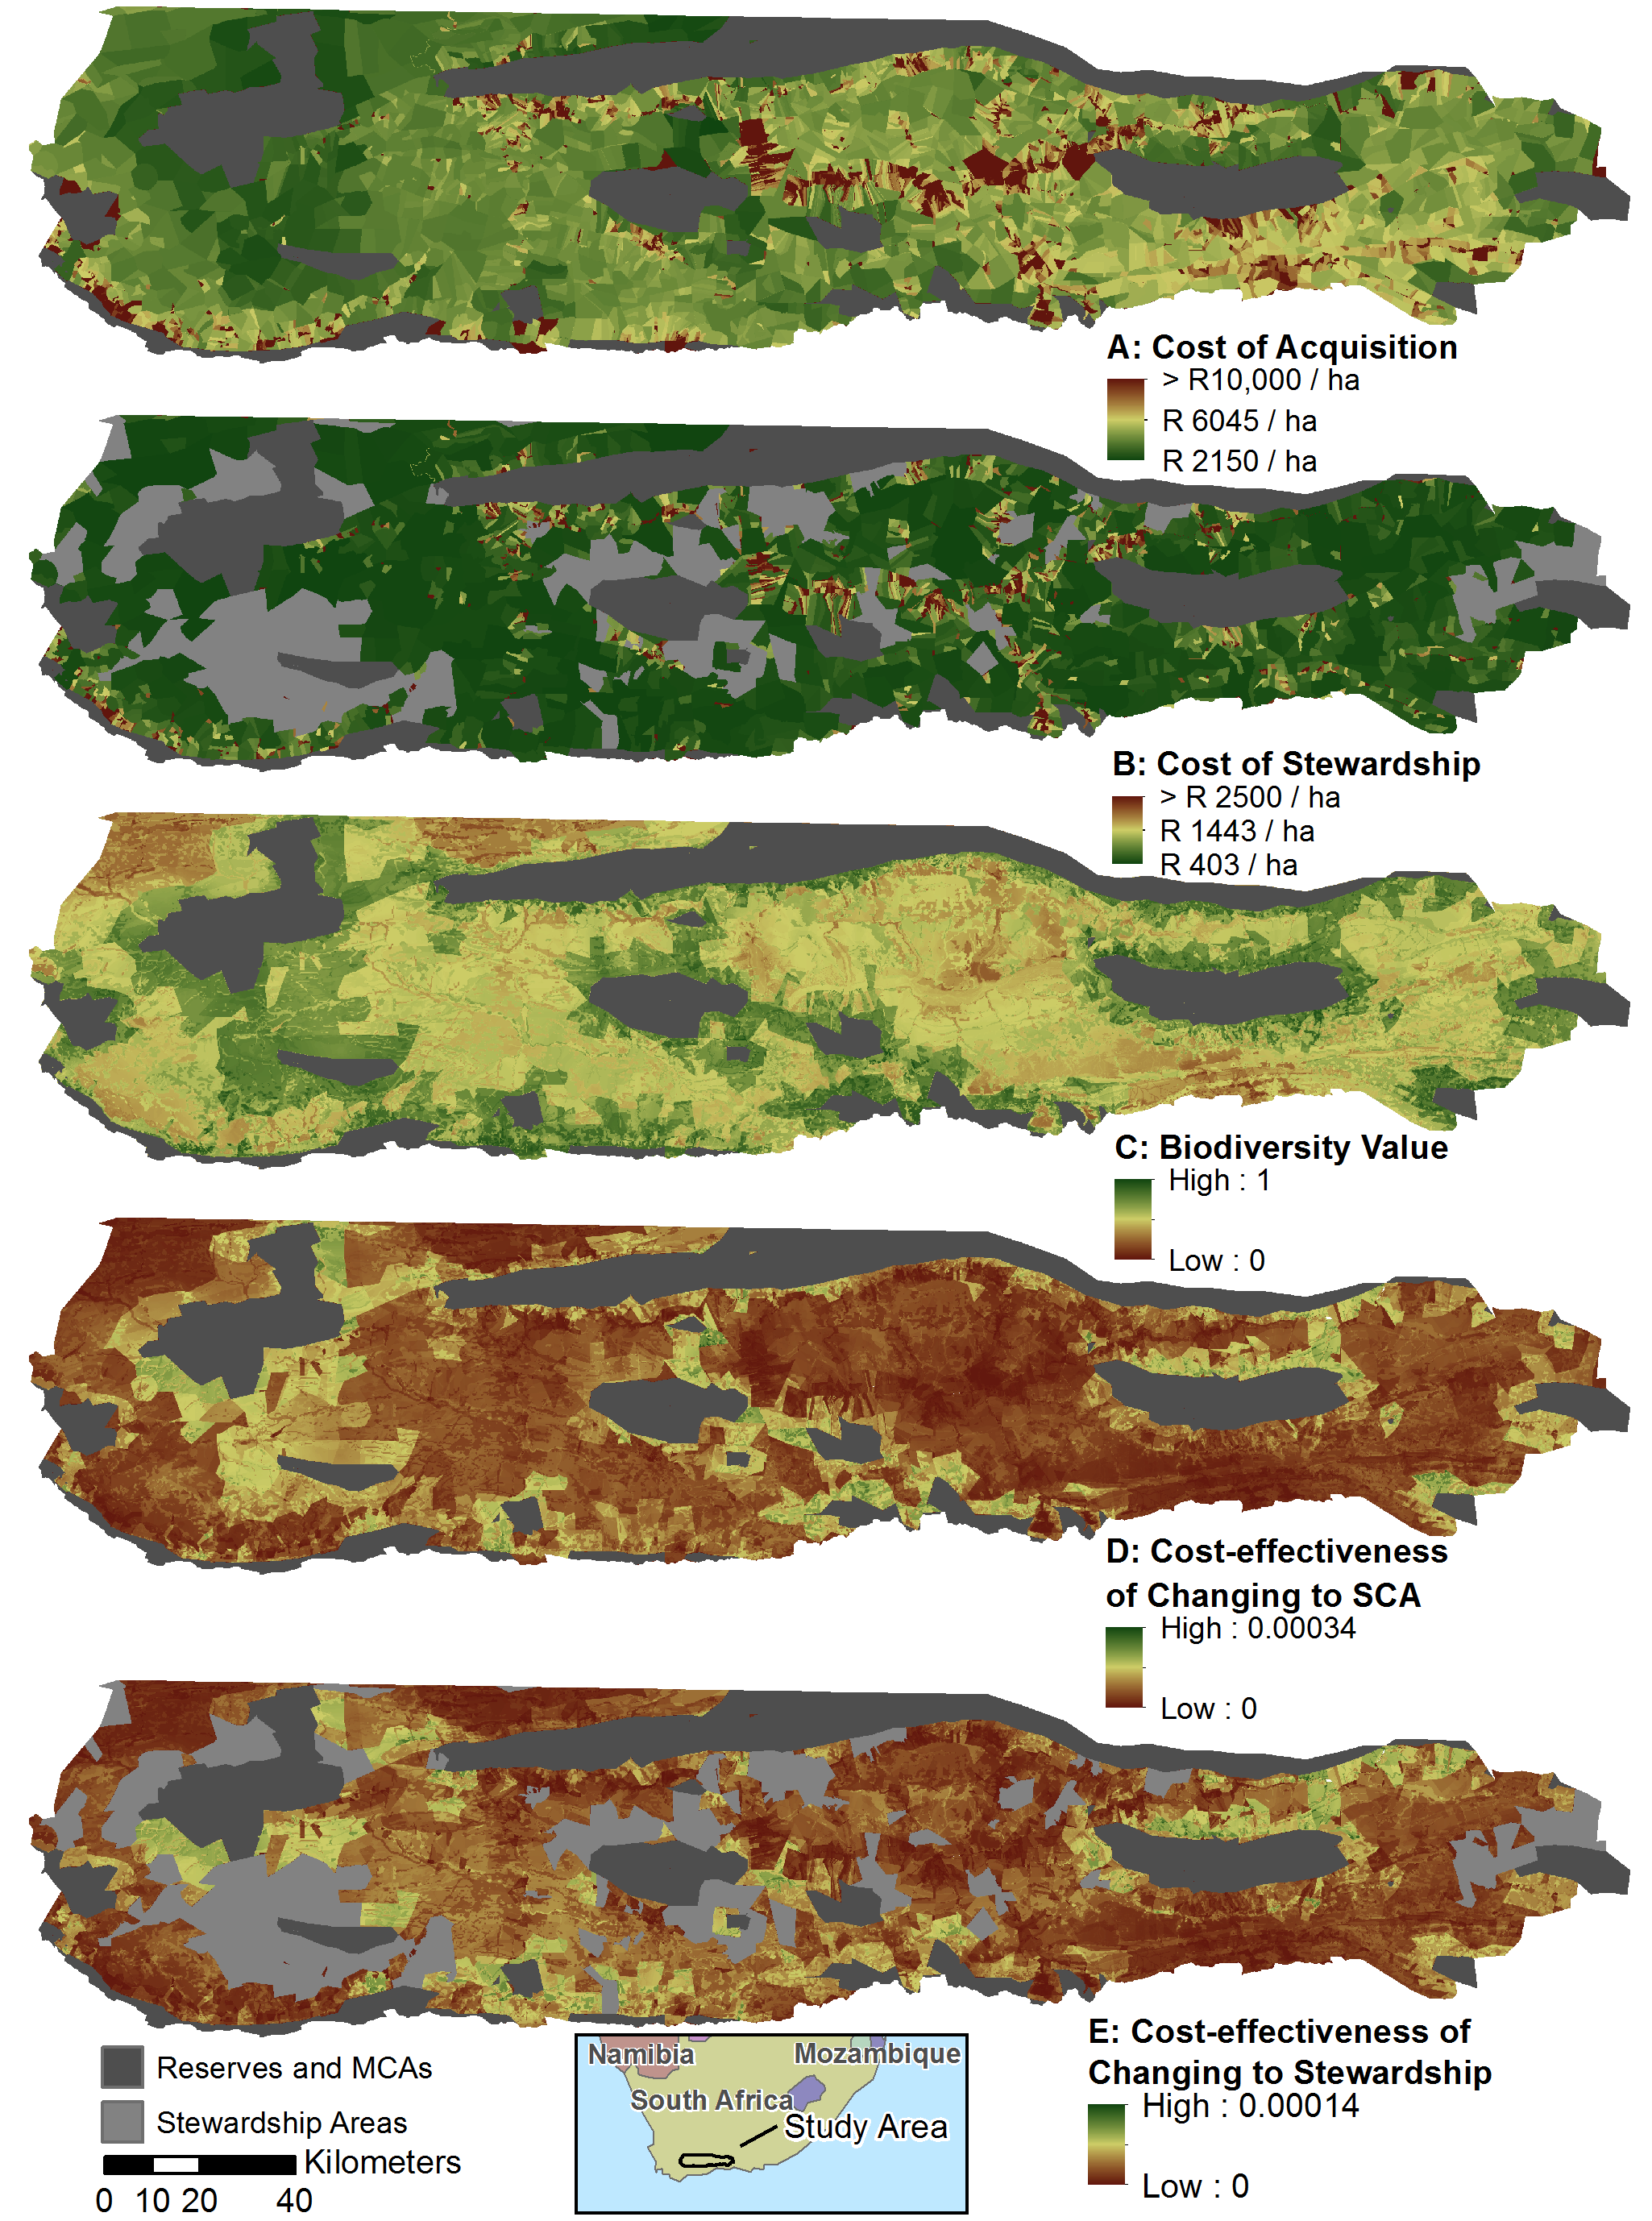 A: Cost of Acquisition
> R10,000 / ha
R 6045 / ha
R 2150 / ha
B: Cost of Stewardship
> R 2500 / ha
R 1443 / ha
R 403 / ha
C: Biodiversity Value
High : 1
Low : 0
D: Cost-effectiveness
of Changing to SCA
High : 0.00034
Low : 0
E: Cost-effectiveness of
Changing to Stewardship
High : 0.00014
Low : 0
Reserves and MCAs
Stewardship Areas
Kilometers
0 10 20 40
Namibia
Mozambique
South Africa
Study Area